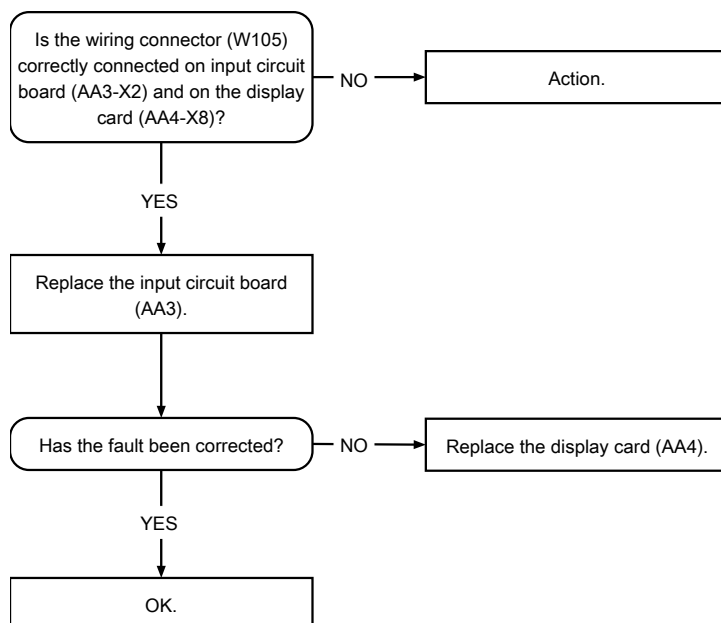 Is the wiring connector (W105)
correctly connected on input circuit
board (AA3-X2) and on the display
card (AA4-X8)?
NO
Action.
YES
Replace the input circuit board
(AA3).
Has the fault been corrected?
NO
Replace the display card (AA4).
YES
OK.